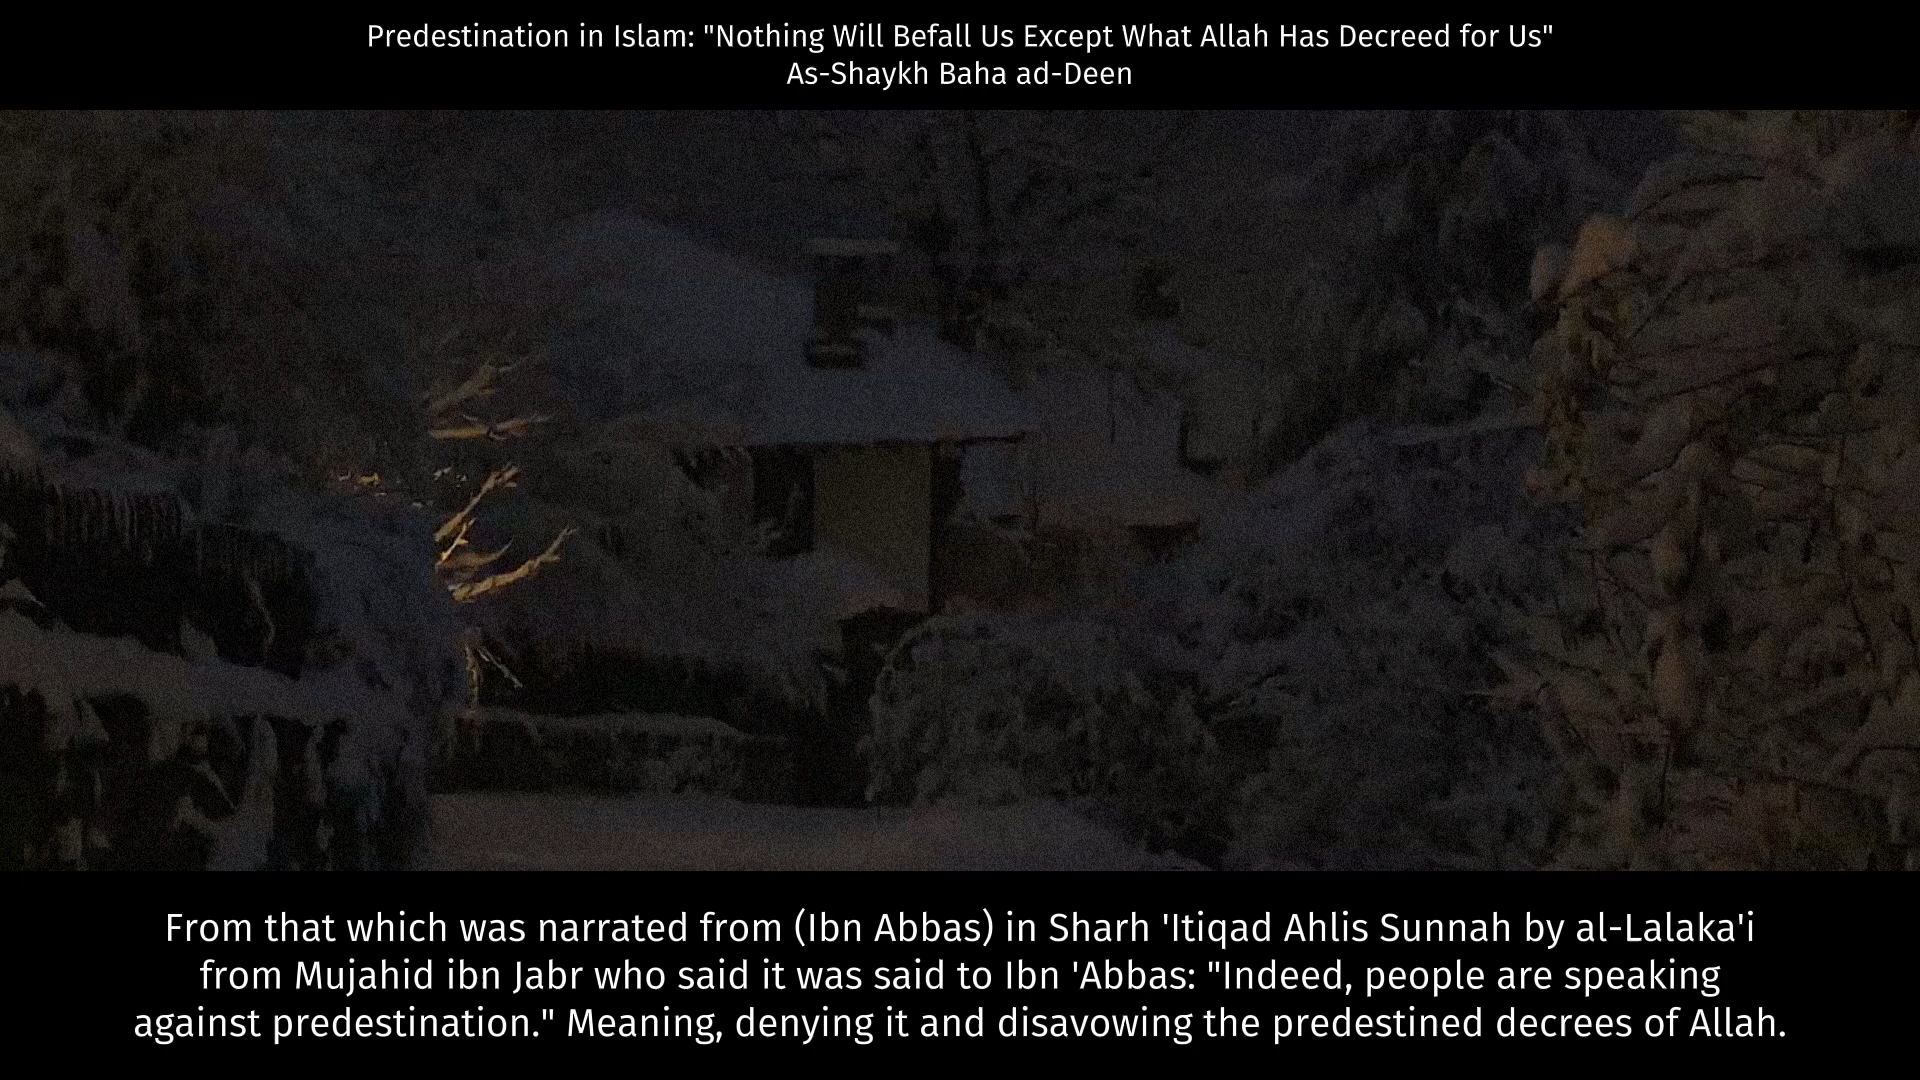 Predestination in Islam: "Nothing Will Befall Us Except What Allah Has Decreed for Us"
As-Shaykh Baha ad-Deen
From that which was narrated from (Ibn Abbas) in Sharh 'Itiqad Ahlis Sunnah by al-Lalaka'i
from Mujahid ibn Jabr who said it was said to Ibn 'Abbas: "Indeed, people are speaking
against predestination." Meaning, denying it and disavowing the predestined decrees of Allah.